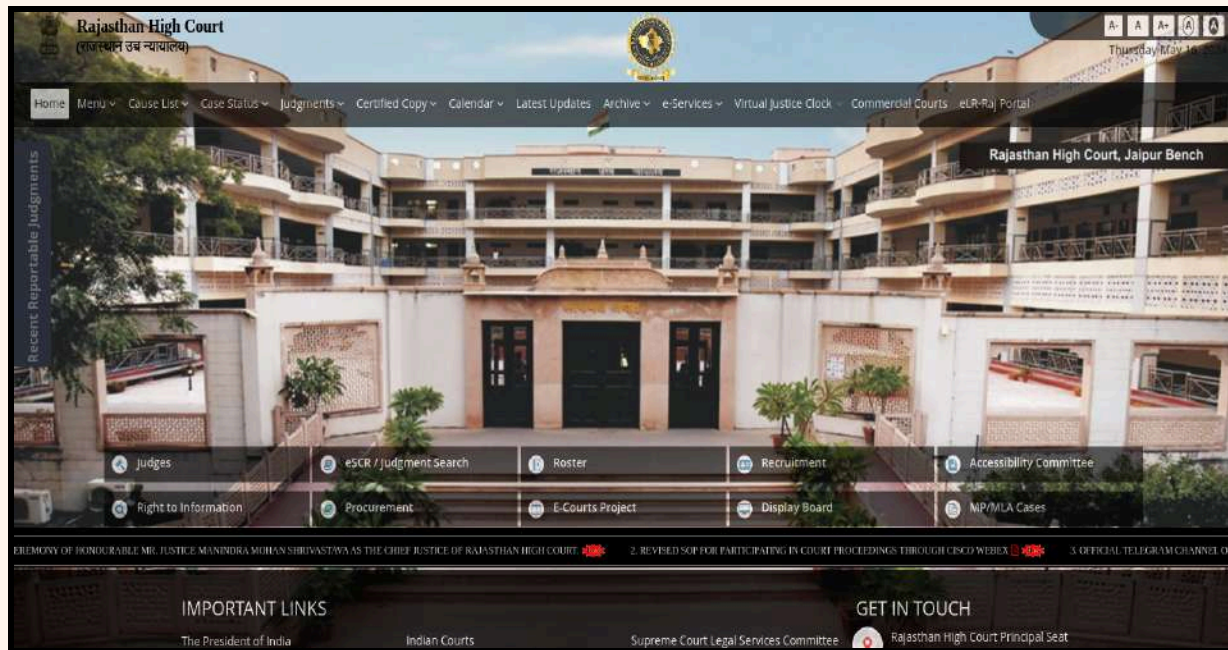 Rajasthan High Court
(राजस्थान उच्च न्यायालय)
A- A A+ A A
Thursday May 16,
Home Menu Cause List Case Status Judgments Certified Copy Calendar Latest Updates Archive e-Services Virtual Justice Clock Commercial Courts eLR-Raj Portal
Rajasthan High Court, Jaipur Bench
Recent Reportable Judgments
Judges eSCR / Judgment Search Roster Recruitment Accessibility Committee
Right to Information Procurement E-Courts Project Display Board MP/MLA Cases
EREMONY OF HONOURABLE MR. JUSTICE MANINDRA MOHAN SHRIVASTAVA AS THE CHIEF JUSTICE OF RAJASTHAN HIGH COURT. 2. REVISED SOP FOR PARTICIPATING IN COURT PROCEEDINGS THROUGH CISCO WEBEX 3. OFFICIAL TELEGRAM CHANNEL O
IMPORTANT LINKS GET IN TOUCH
The President of India Indian Courts Supreme Court Legal Services Committee Rajasthan High Court Principal Seat